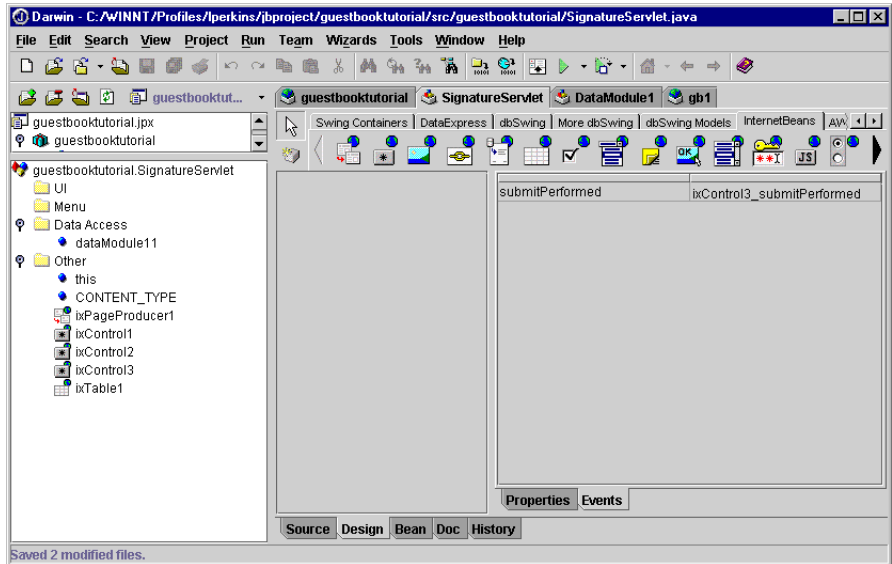 Darwin - C:/WINNT/Profiles/lperkins/jbproject/guestbooktutorial/src/guestbooktutorial/SignatureServlet.java
File Edit Search View Project Run Team Wizards Tools Window Help
guestbooktut...
guestbooktutorial SignatureServlet DataModule1 gb1
guestbooktutorial.jpx
guestbooktutorial
Swing Containers DataExpress dbSwing More dbSwing dbSwing Models InternetBeans AW
OK
JS
guestbooktutorial.SignatureServlet
UI
Menu
Data Access
dataModule11
Other
this
CONTENT_TYPE
ixPageProducer1
ixControl1
ixControl2
ixControl3
ixTable1
submitPerformed ixControl3_submitPerformed
Properties Events
Source Design Bean Doc History
Saved 2 modified files.